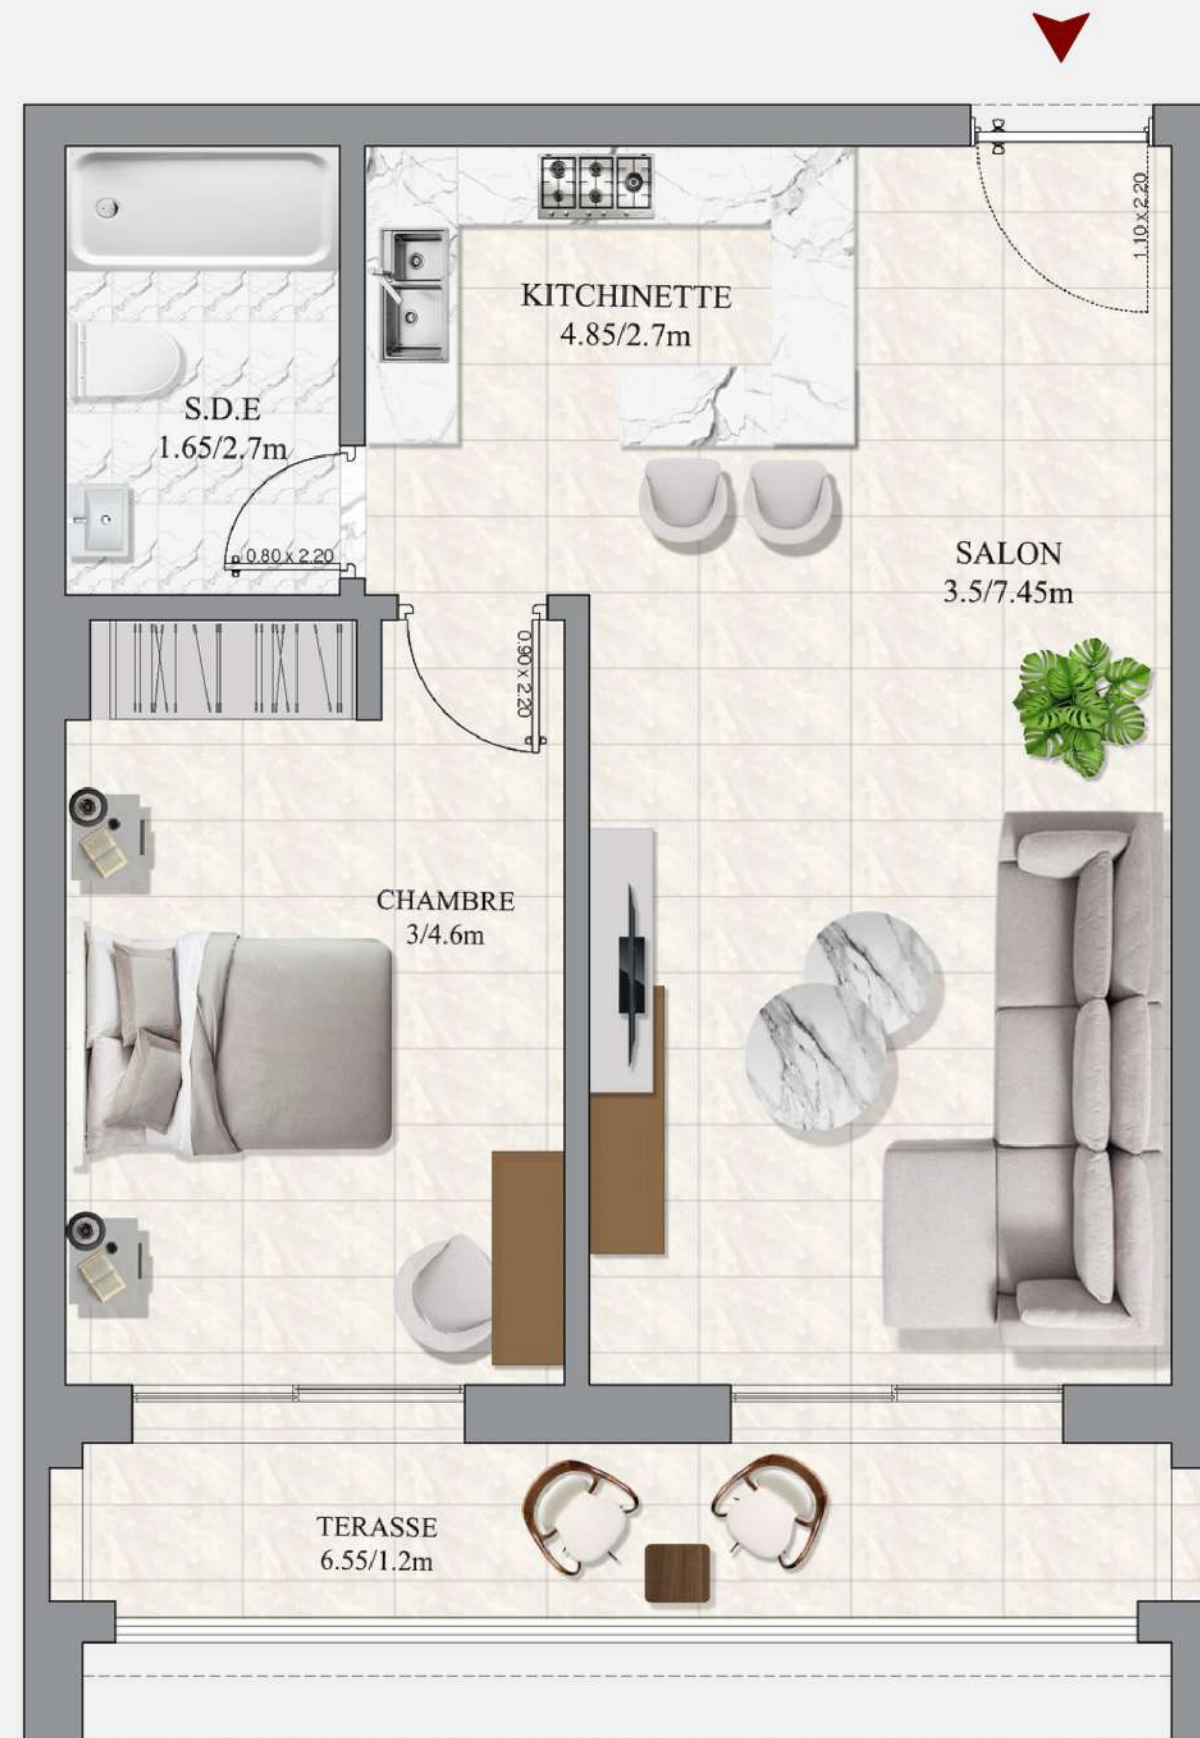 1.10 x 2.20
KITCHINETTE
4.85/2.7m
S.D.E
1.65/2.7m
0.80 x 2.20
SALON
3.5/7.45m
0.90 x 2.20
CHAMBRE
3/4.6m
TERASSE
6.55/1.2m